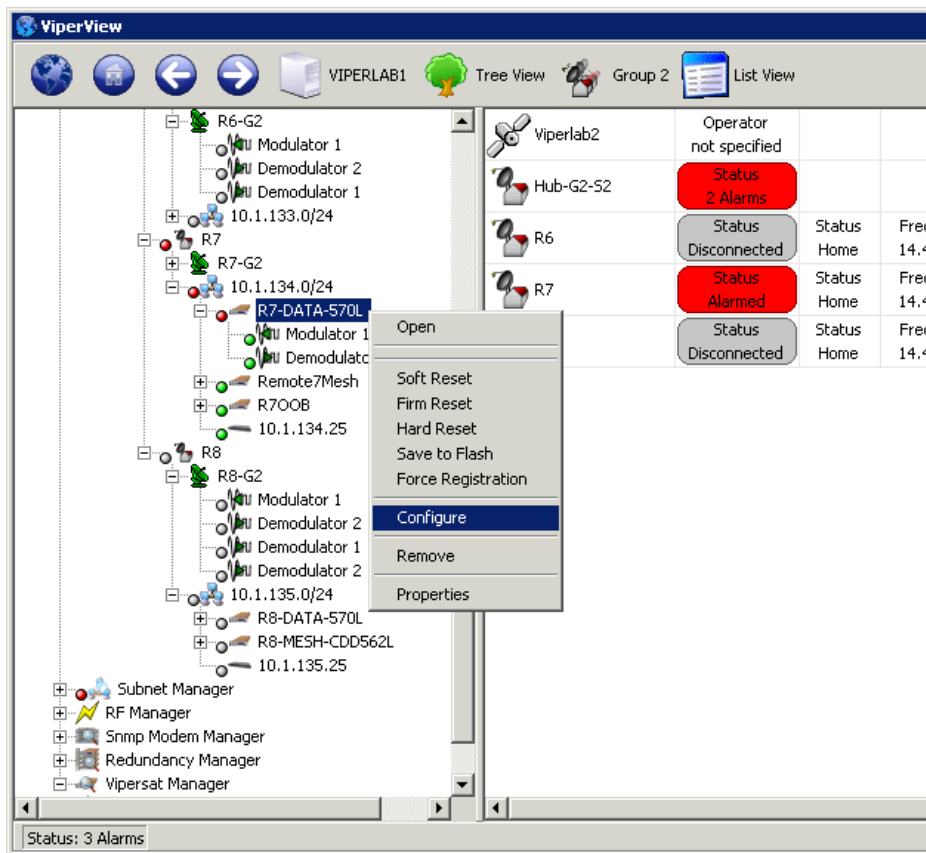 ViperView
VIPERLAB1 Tree View Group 2 List View
R6-G2
Modulator 1
Demodulator 2
Demodulator 1
10.1.133.0/24
R7
R7-G2
10.1.134.0/24
R7-DATA-570L
Modulator 1
Demodulatc
Remote7Mesh
R7OOB
10.1.134.25
R8
R8-G2
Modulator 1
Demodulator 2
Demodulator 1
Demodulator 2
10.1.135.0/24
R8-DATA-570L
R8-MESH-CDD562L
10.1.135.25
Subnet Manager
RF Manager
Snmp Modem Manager
Redundancy Manager
Vipersat Manager
Open
Soft Reset
Firm Reset
Hard Reset
Save to Flash
Force Registration
Configure
Remove
Properties
Viperlab2
Operator
not specified
Hub-G2-S2
Status
2 Alarms
R6
Status Status Fre
Disconnected Home 14.4
R7
Status Status Fre
Alarmed Home 14.4
Status Status Fre
Disconnected Home 14.4
Status: 3 Alarms